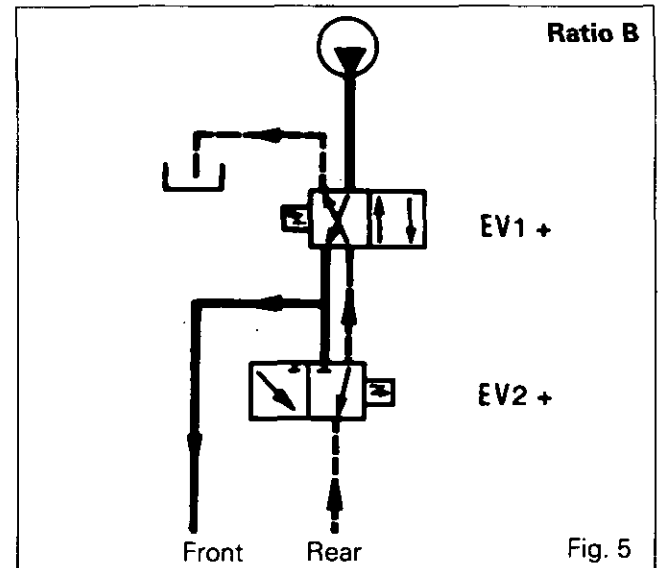 Ratio B
EV1 +
EV2 +
Front Rear
Fig. 5